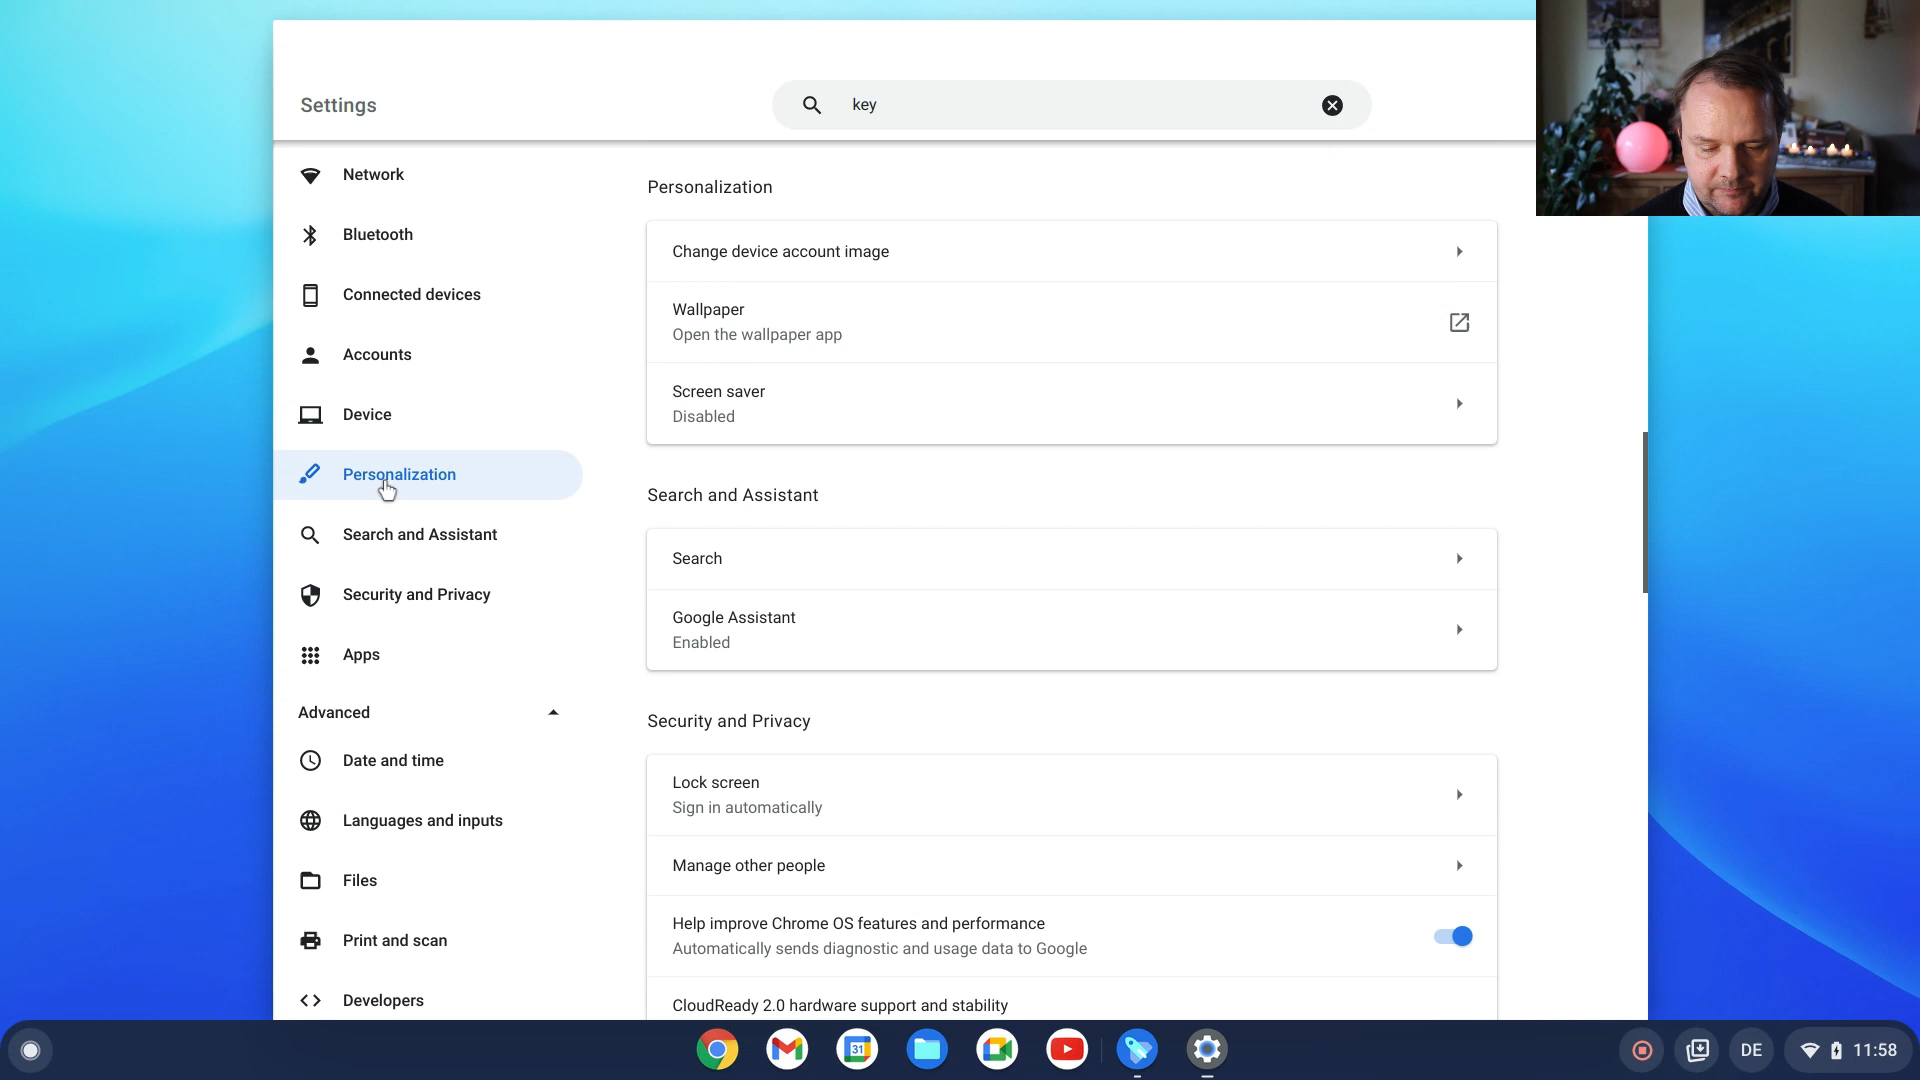 Settings
key
Network
Bluetooth
Connected devices
Accounts
Device
Personalization
Search and Assistant
Security and Privacy
Apps
Advanced
Date and time
Languages and inputs
Files
Print and scan
Developers
Personalization
Change device account image
Wallpaper
Open the wallpaper app
Screen saver
Disabled
Search and Assistant
Search
Google Assistant
Enabled
Security and Privacy
Lock screen
Sign in automatically
Manage other people
Help improve Chrome OS features and performance
Automatically sends diagnostic and usage data to Google
CloudReady 2.0 hardware support and stability
31
DE
11:58